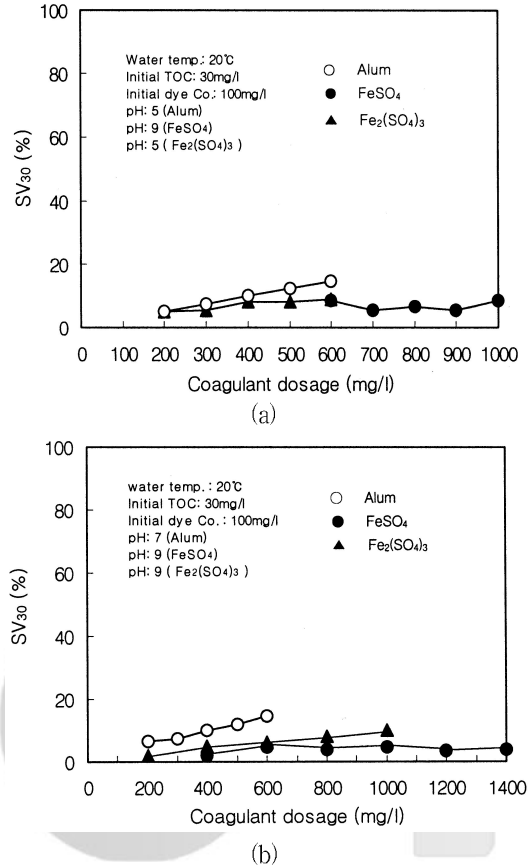 100
80
60
40
20
0
SV30 (%)
Water temp.: 20℃
Initial TOC: 30mg/l
Initial dye Co.: 100mg/l
pH: 5 (Alum)
pH: 9 (FeSO4)
pH: 5 ( Fe2(SO4)3 )
Alum
FeSO4
Fe2(SO4)3
0 100 200 300 400 500 600 700 800 900 1000
Coagulant dosage (mg/l)
(a)
100
80
60
40
20
0
SV30 (%)
water temp. : 20℃
Initial TOC: 30mg/l
Initial dye Co. : 100mg/l
pH: 7 (Alum)
pH: 9 (FeSO4)
pH: 9 ( Fe2(SO4)3 )
Alum
FeSO4
Fe2(SO4)3
0 200 400 600 800 1000 1200 1400
Coagulant dosage (mg/l)
(b)